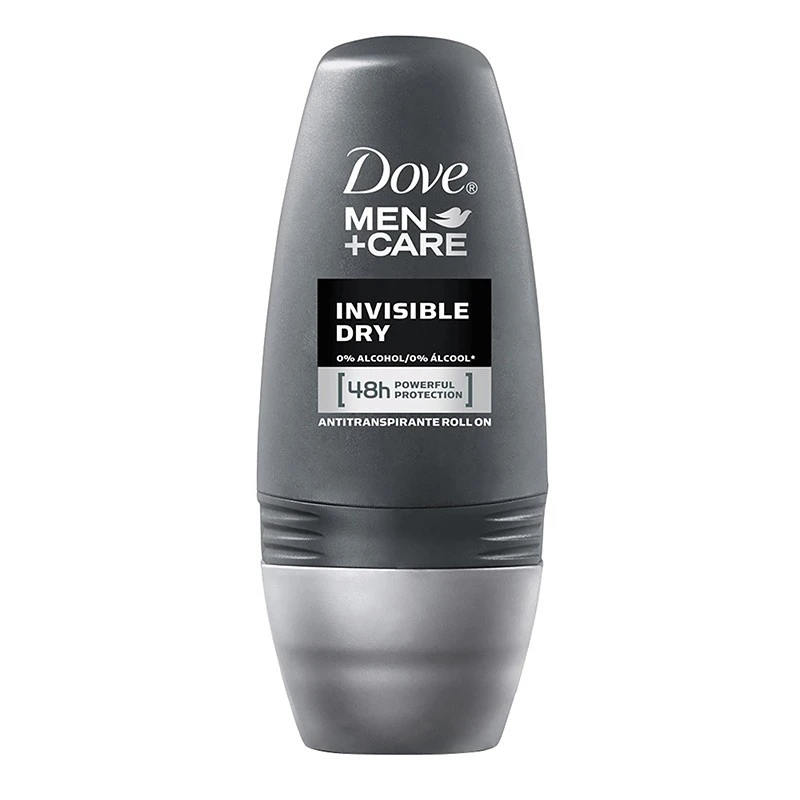 Dove®
MEN
+CARE
INVISIBLE
DRY
0% ALCOHOL/0% ÁLCOOL*
[48h POWERFUL
PROTECTION]
ANTITRANSPIRANTE ROLL ON